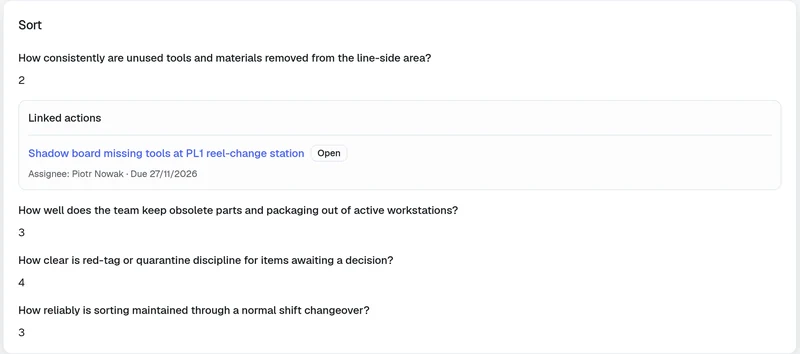 Sort
How consistently are unused tools and materials removed from the line-side area?
2
Linked actions
Shadow board missing tools at PL1 reel-change station Open
Assignee: Piotr Nowak · Due 27/11/2026
How well does the team keep obsolete parts and packaging out of active workstations?
3
How clear is red-tag or quarantine discipline for items awaiting a decision?
4
How reliably is sorting maintained through a normal shift changeover?
3